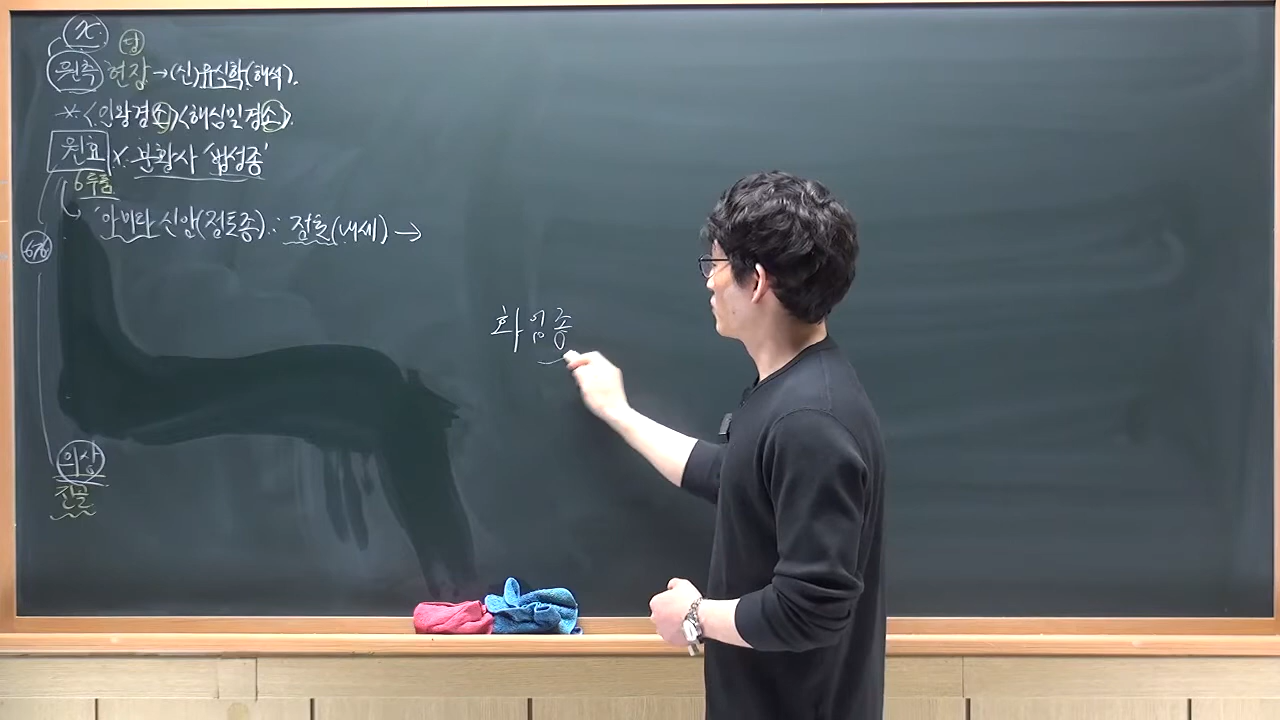 당
원측 현장→(신)유식학(해석).
*<인왕경소><해심밀경소>.
원효 분황사 '법성종'
6두품
'아미타 신앙(정토종)∴ 정토(내세)→
676
화엄종
의상
진골